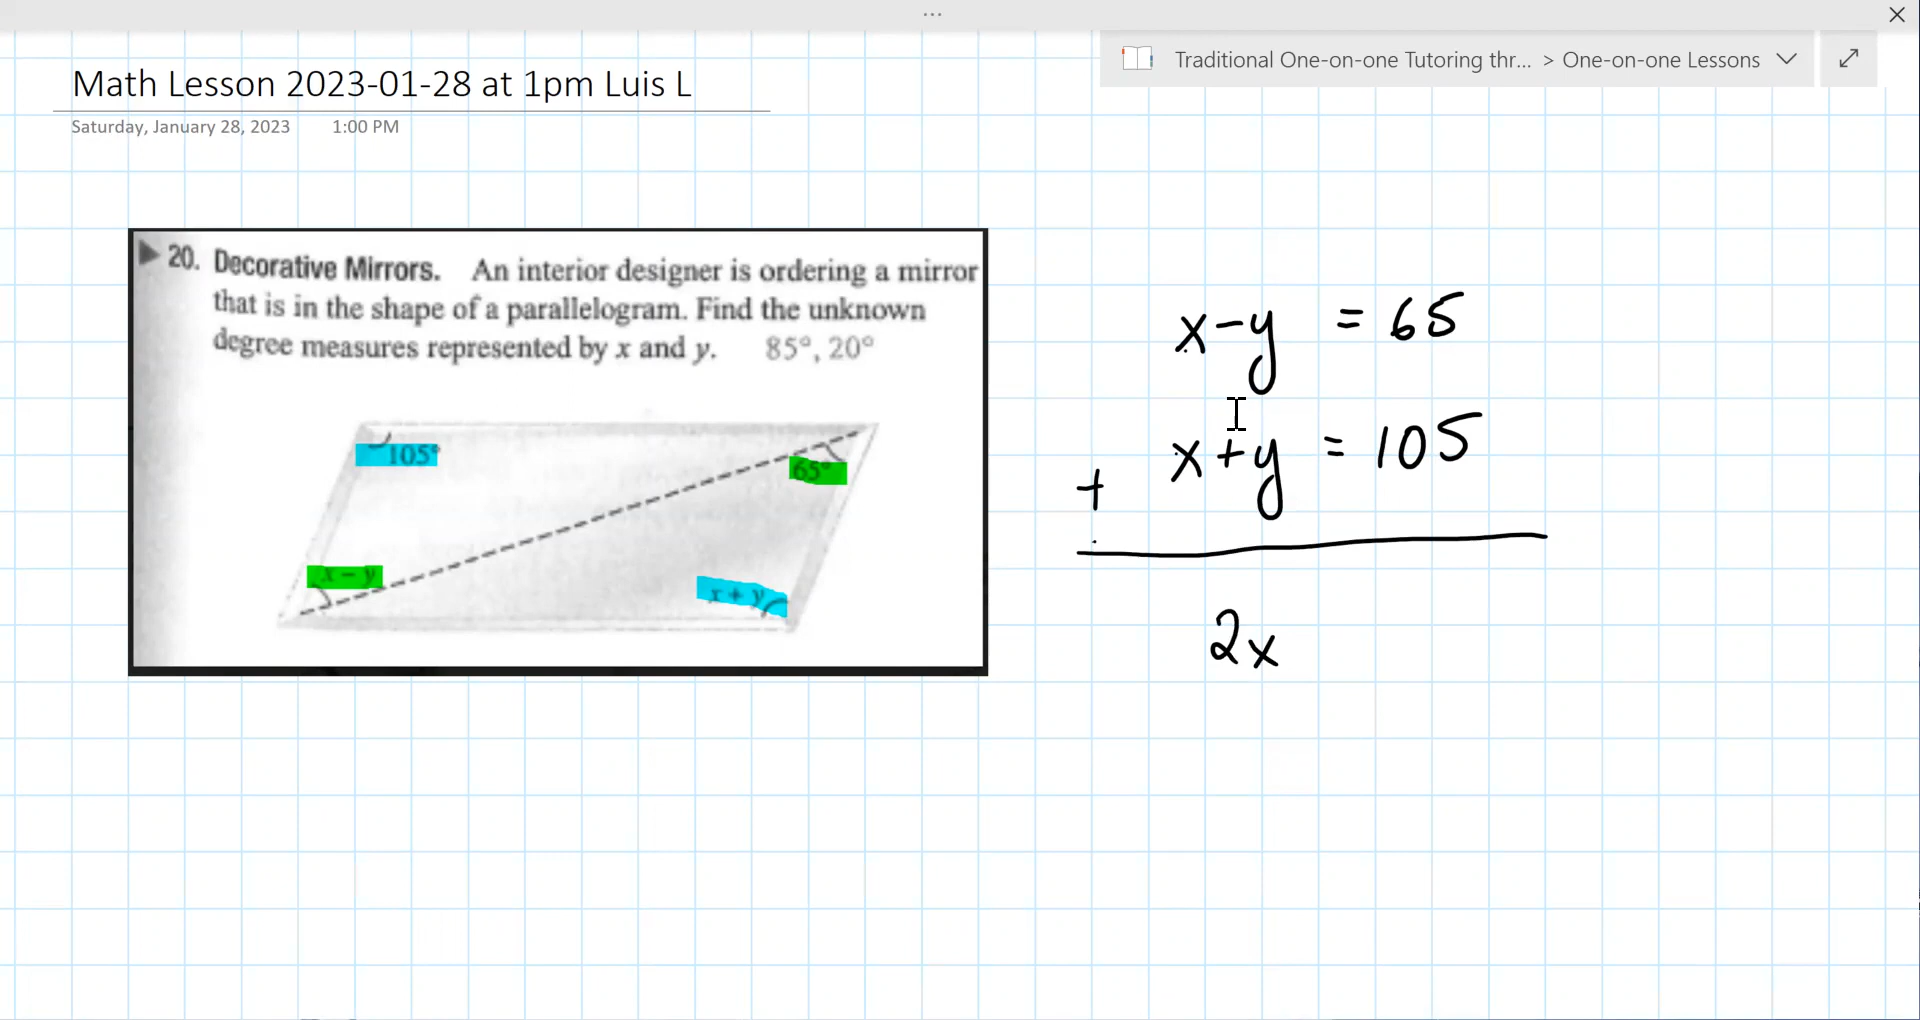 Traditional One-on-one Tutoring thr... > One-on-one Lessons
Math Lesson 2023-01-28 at 1pm Luis L
Saturday, January 28, 2023 1:00 PM
20. Decorative Mirrors. An interior designer is ordering a mirror
that is in the shape of a parallelogram. Find the unknown
degree measures represented by x and y. 85°, 20°
105°
65°
x − y
x + y
x - y = 65
x + y = 105
+
2x